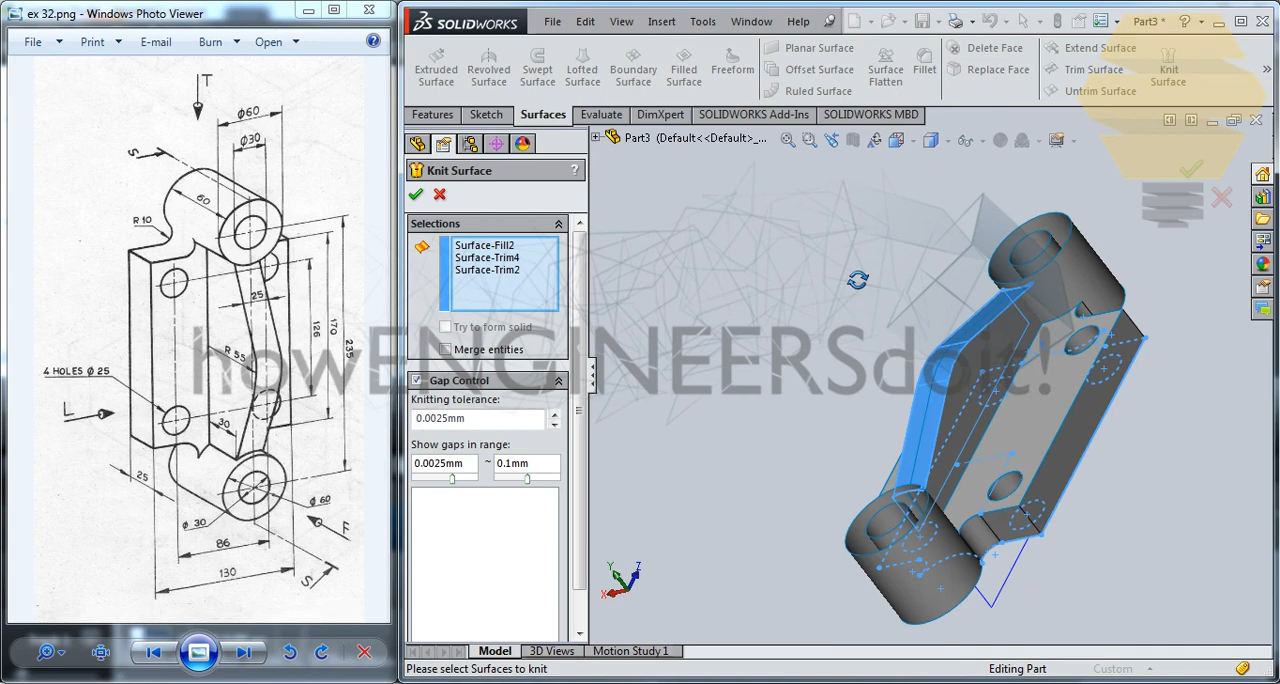 ex 32.png - Windows Photo Viewer
File Print E-mail Burn Open
T
ϕ60
ϕ30
S
60
R 10
25
126
170
235
R 55
4 HOLES ϕ 25
L
30
25
ϕ 60
ϕ 30
F
86
130
S
SOLIDWORKS File Edit View Insert Tools Window Help Part3 *
Extruded Surface
Revolved Surface
Swept Surface
Lofted Surface
Boundary Surface
Filled Surface
Freeform
Planar Surface
Offset Surface
Ruled Surface
Surface Flatten
Fillet
Delete Face
Replace Face
Extend Surface
Trim Surface
Untrim Surface
Knit Surface
Features Sketch Surfaces Evaluate DimXpert SOLIDWORKS Add-Ins SOLIDWORKS MBD
Part3 (Default<<Default>_...
Knit Surface ?
Selections
Surface-Fill2
Surface-Trim4
Surface-Trim2
Try to form solid
Merge entities
howENGINEERSdoit!
Gap Control
Knitting tolerance:
0.0025mm
Show gaps in range:
0.0025mm ~ 0.1mm
Y
Z
X
Model 3D Views Motion Study 1
Please select Surfaces to knit Editing Part Custom